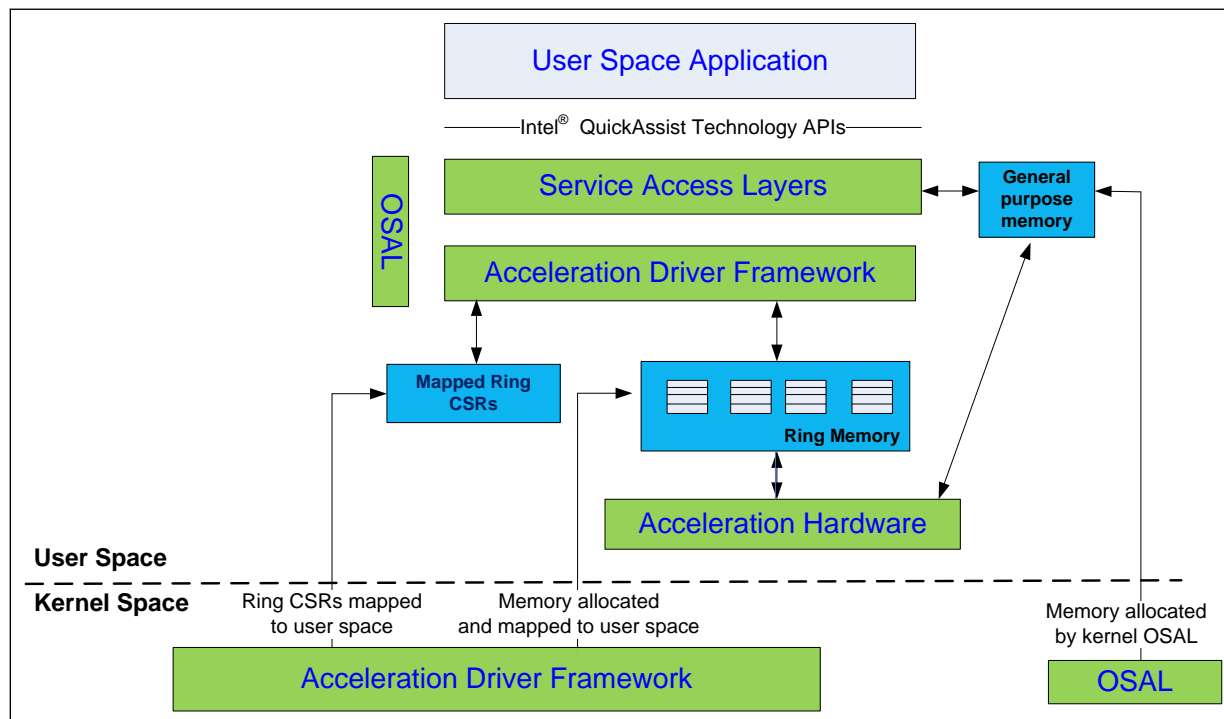 User Space Application
Intel® QuickAssist Technology APIs
OSAL
Service Access Layers
General
purpose
memory
Acceleration Driver Framework
Mapped Ring
CSRs
Ring Memory
Acceleration Hardware
User Space
Kernel Space
Ring CSRs mapped
to user space
Memory allocated
and mapped to user space
Memory allocated
by kernel OSAL
Acceleration Driver Framework
OSAL